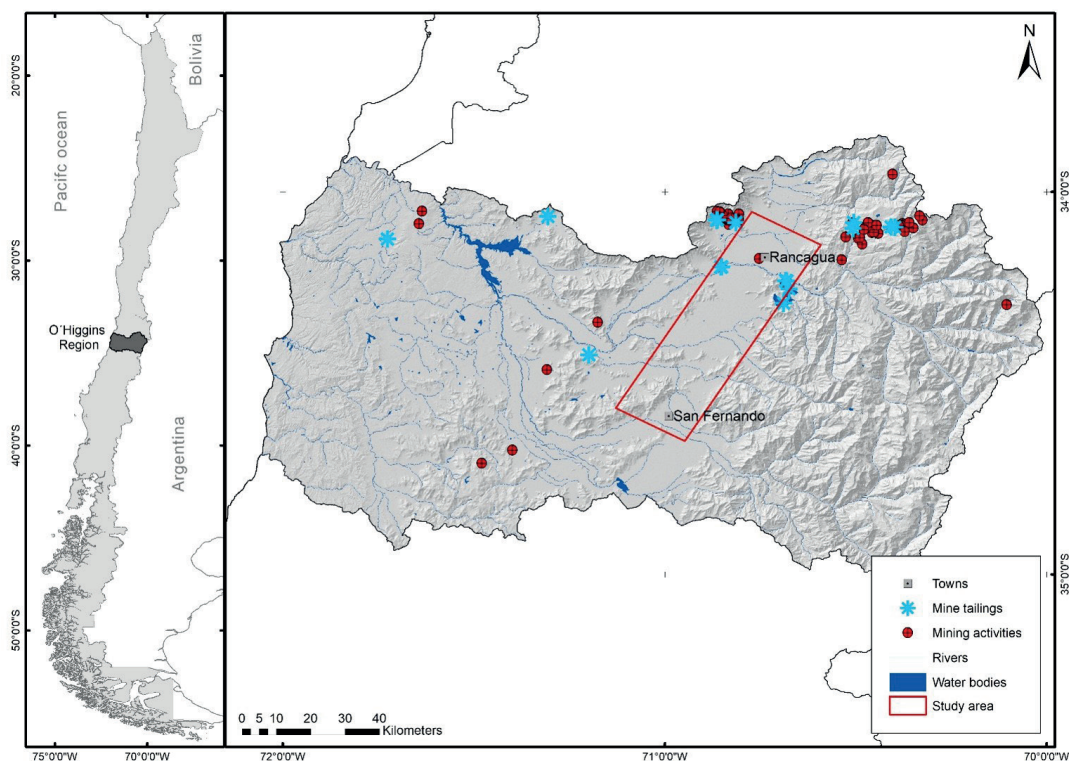 Bolivia
Pacifc ocean
Argentina
O´Higgins
Region
20°0'0"S
30°0'0"S
40°0'0"S
50°0'0"S
75°0'0"W
70°0'0"W
N
Rancagua
San Fernando
34°0'0"S
35°0'0"S
Towns
Mine tailings
Mining activities
Rivers
Water bodies
Study area
0 5 10 20 30 40
Kilometers
72°0'0"W
71°0'0"W
70°0'0"W